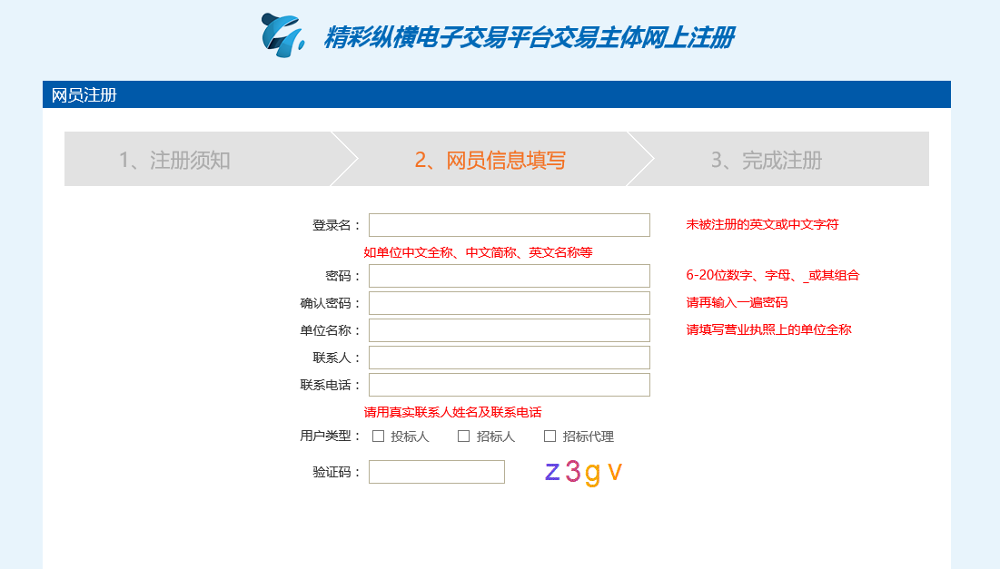 精彩纵横电子交易平台交易主体网上注册
网员注册
1、注册须知 2、网员信息填写 3、完成注册
登录名： 未被注册的英文或中文字符
如单位中文全称、中文简称、英文名称等
密码： 6-20位数字、字母、_或其组合
确认密码： 请再输入一遍密码
单位名称： 请填写营业执照上的单位全称
联系人：
联系电话：
请用真实联系人姓名及联系电话
用户类型： 投标人 招标人 招标代理
验证码： z3gv